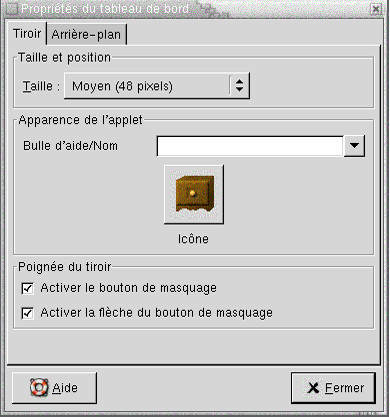 Propriétés du tableau de bord
Tiroir Arrière-plan
Taille et position
Taille : Moyen (48 pixels)
Apparence de l'applet
Bulle d'aide/Nom
Icône
Poignée du tiroir
Activer le bouton de masquage
Activer la flèche du bouton de masquage
Aide Fermer